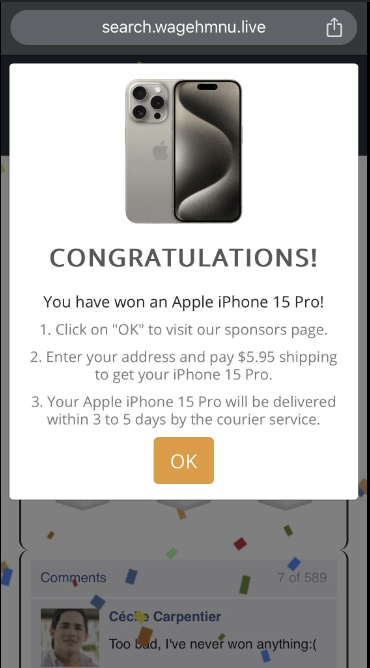 search.wagehmnu.live
CONGRATULATIONS!
You have won an Apple iPhone 15 Pro!
1. Click on "OK" to visit our sponsors page.
2. Enter your address and pay $5.95 shipping
to get your iPhone 15 Pro.
3. Your Apple iPhone 15 Pro will be delivered
within 3 to 5 days by the courier service.
OK
Comments 7 of 589
Cécile Carpentier
Too bad, I've never won anything:(